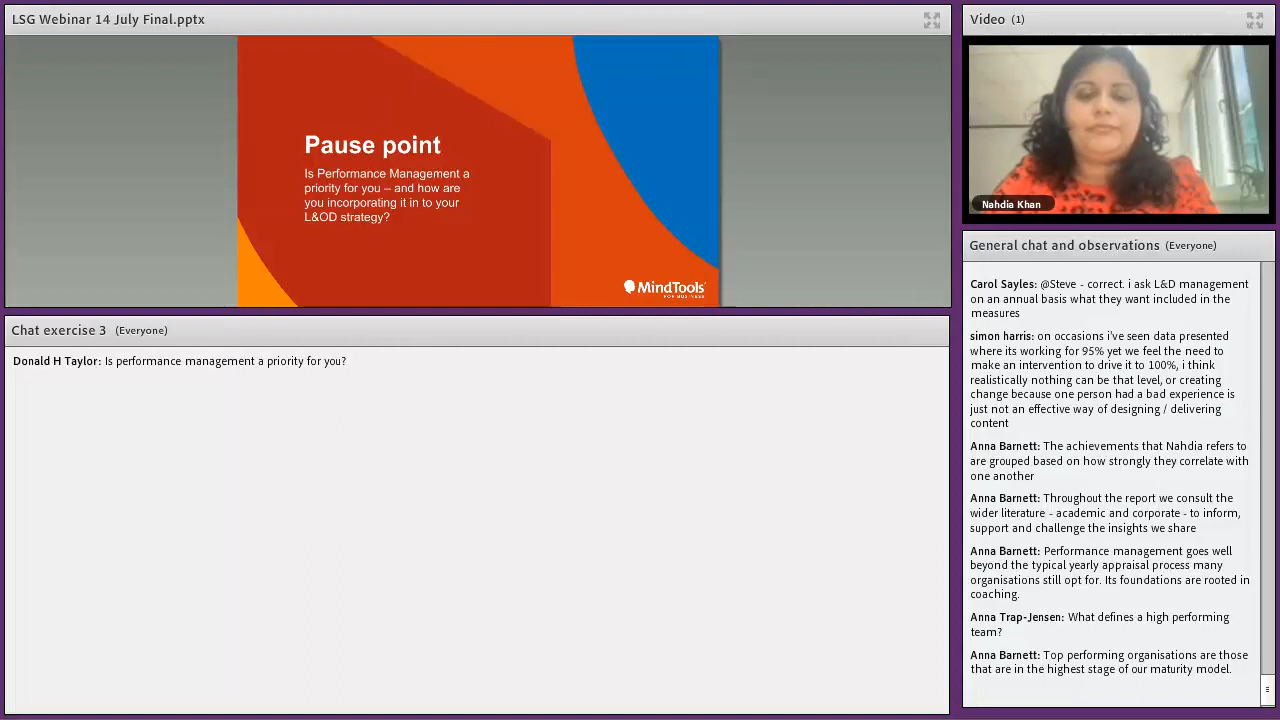 LSG Webinar 14 July Final.pptx
Pause point
Is Performance Management a
priority for you – and how are
you incorporating it in to your
L&OD strategy?
MindTools
FOR BUSINESS
Chat exercise 3 (Everyone)
Donald H Taylor: Is performance management a priority for you?
Video (1)
Nahdia Khan
General chat and observations (Everyone)
Carol Sayles: @Steve - correct. i ask L&D management
on an annual basis what they want included in the
measures
simon harris: on occasions i've seen data presented
where its working for 95% yet we feel the need to
make an intervention to drive it to 100%, i think
realistically nothing can be that level, or creating
change because one person had a bad experience is
just not an effective way of designing / delivering
content
Anna Barnett: The achievements that Nahdia refers to
are grouped based on how strongly they correlate with
one another
Anna Barnett: Throughout the report we consult the
wider literature - academic and corporate - to inform,
support and challenge the insights we share
Anna Barnett: Performance management goes well
beyond the typical yearly appraisal process many
organisations still opt for. Its foundations are rooted in
coaching.
Anna Trap-Jensen: What defines a high performing
team?
Anna Barnett: Top performing organisations are those
that are in the highest stage of our maturity model.